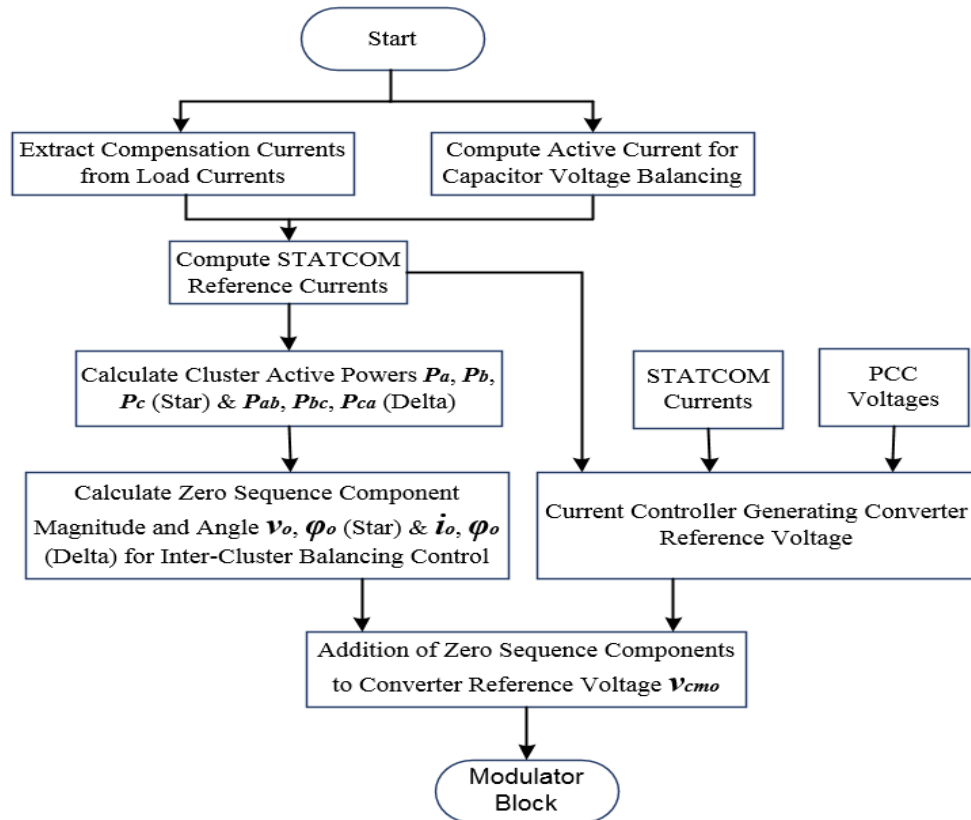 Start
Extract Compensation Currents
from Load Currents
Compute Active Current for
Capacitor Voltage Balancing
Compute STATCOM
Reference Currents
Calculate Cluster Active Powers Pa, Pb,
Pc (Star) & Pab, Pbc, Pca (Delta)
STATCOM
Currents
PCC
Voltages
Calculate Zero Sequence Component
Magnitude and Angle vo, φo (Star) & io, φo
(Delta) for Inter-Cluster Balancing Control
Current Controller Generating Converter
Reference Voltage
Addition of Zero Sequence Components
to Converter Reference Voltage vcmo
Modulator
Block